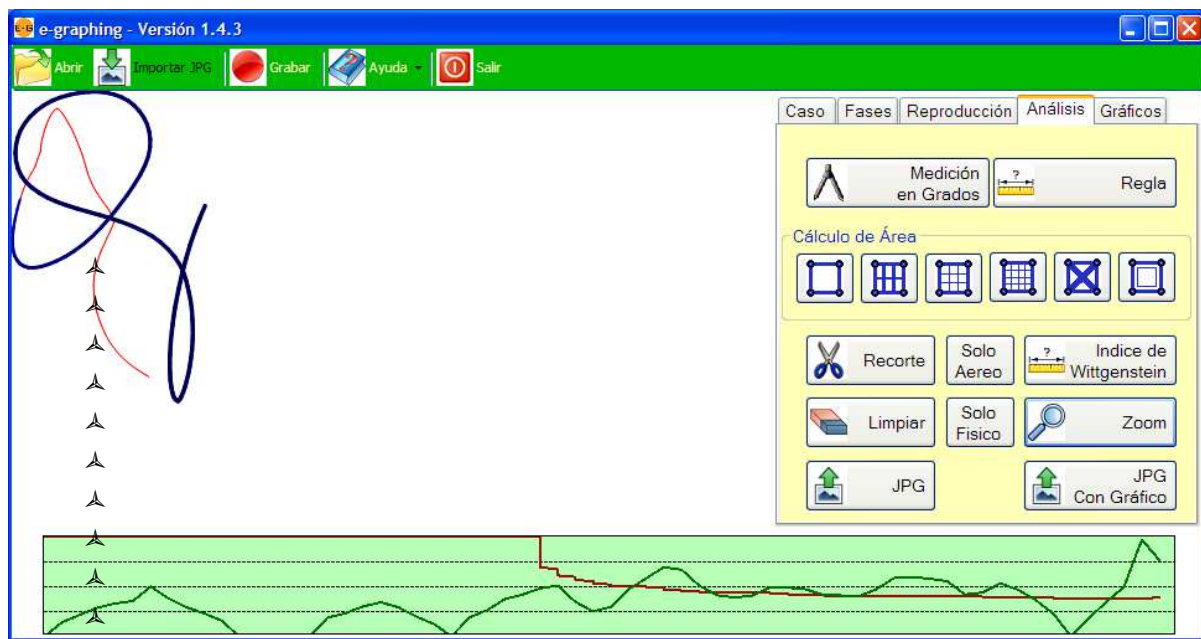 E-G e-graphing - Versión 1.4.3
Abrir Importar JPG Grabar Ayuda Salir
Caso Fases Reproducción Análisis Gráficos
Medición
en Grados
? Regla
Cálculo de Área
Recorte
Solo
Aereo
? Indice de
Wittgenstein
Limpiar
Solo
Fisico
Zoom
JPG
JPG
Con Gráfico